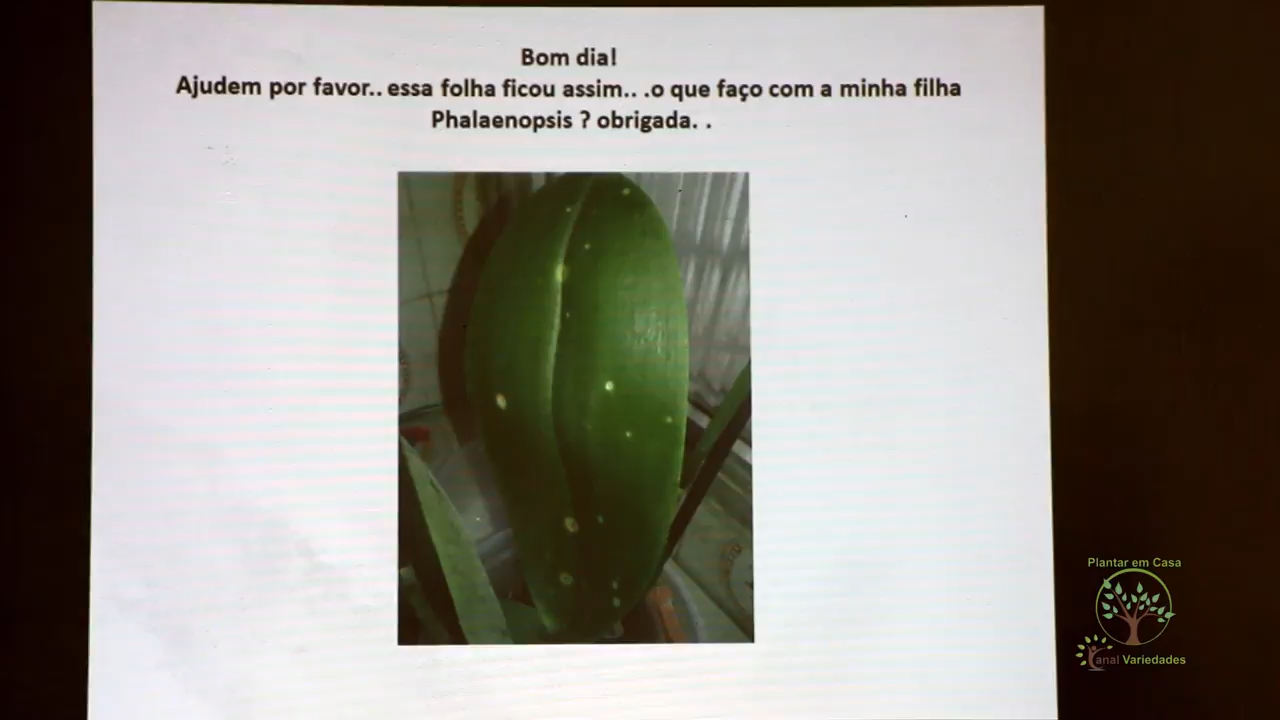 Bom dia!
Ajudem por favor.. essa folha ficou assim.. .o que faço com a minha filha
Phalaenopsis ? obrigada. .
Plantar em Casa
Canal Variedades